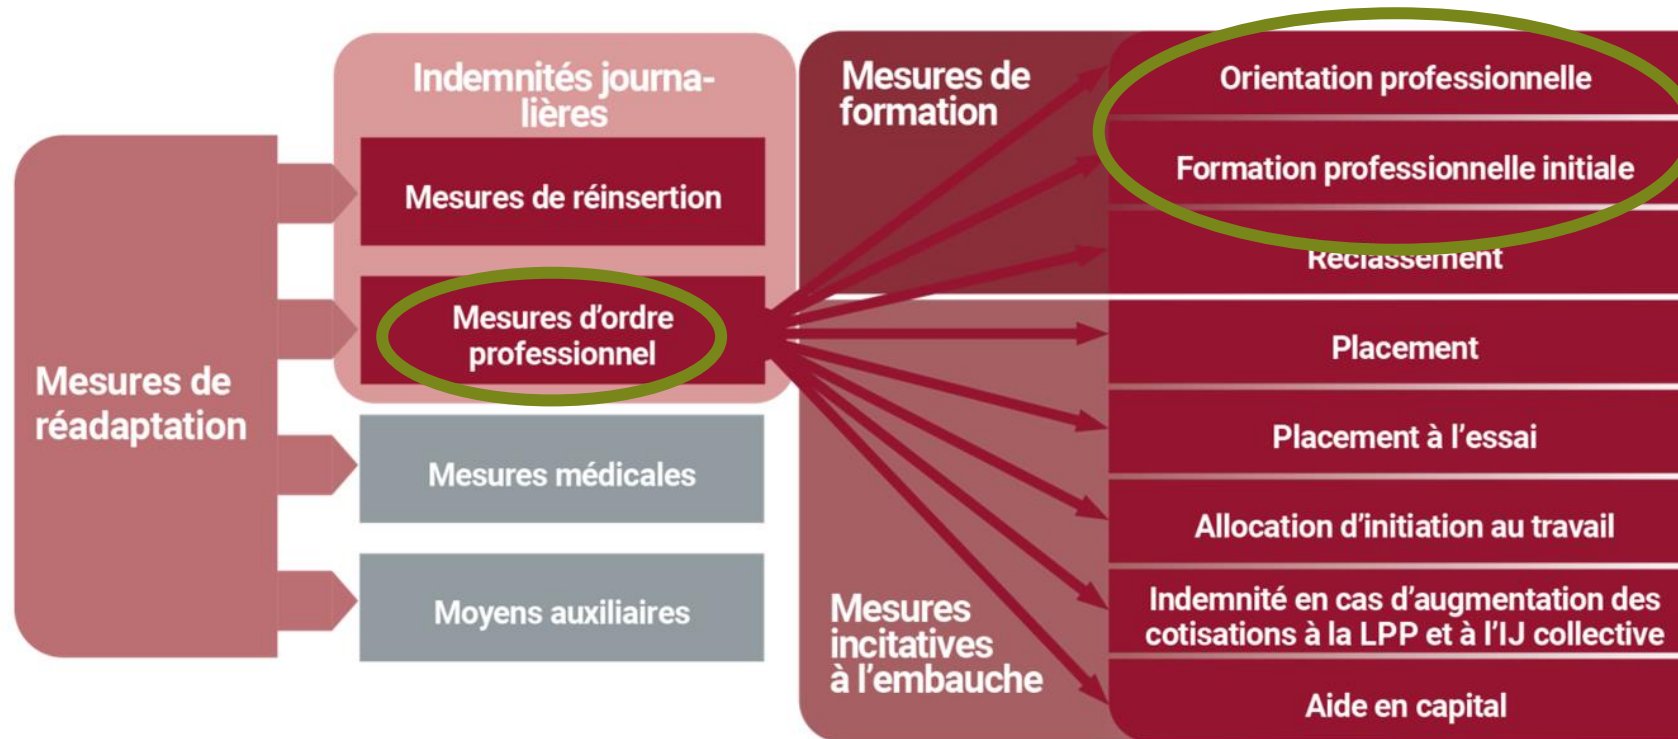 Mesures de
réadaptation
Indemnités journa-
lières
Mesures de réinsertion
Mesures d’ordre
professionnel
Mesures médicales
Moyens auxiliaires
Mesures de
formation
Orientation professionnelle
Formation professionnelle initiale
Reclassement
Mesures
incitatives
à l’embauche
Placement
Placement à l’essai
Allocation d’initiation au travail
Indemnité en cas d’augmentation des
cotisations à la LPP et à l’IJ collective
Aide en capital